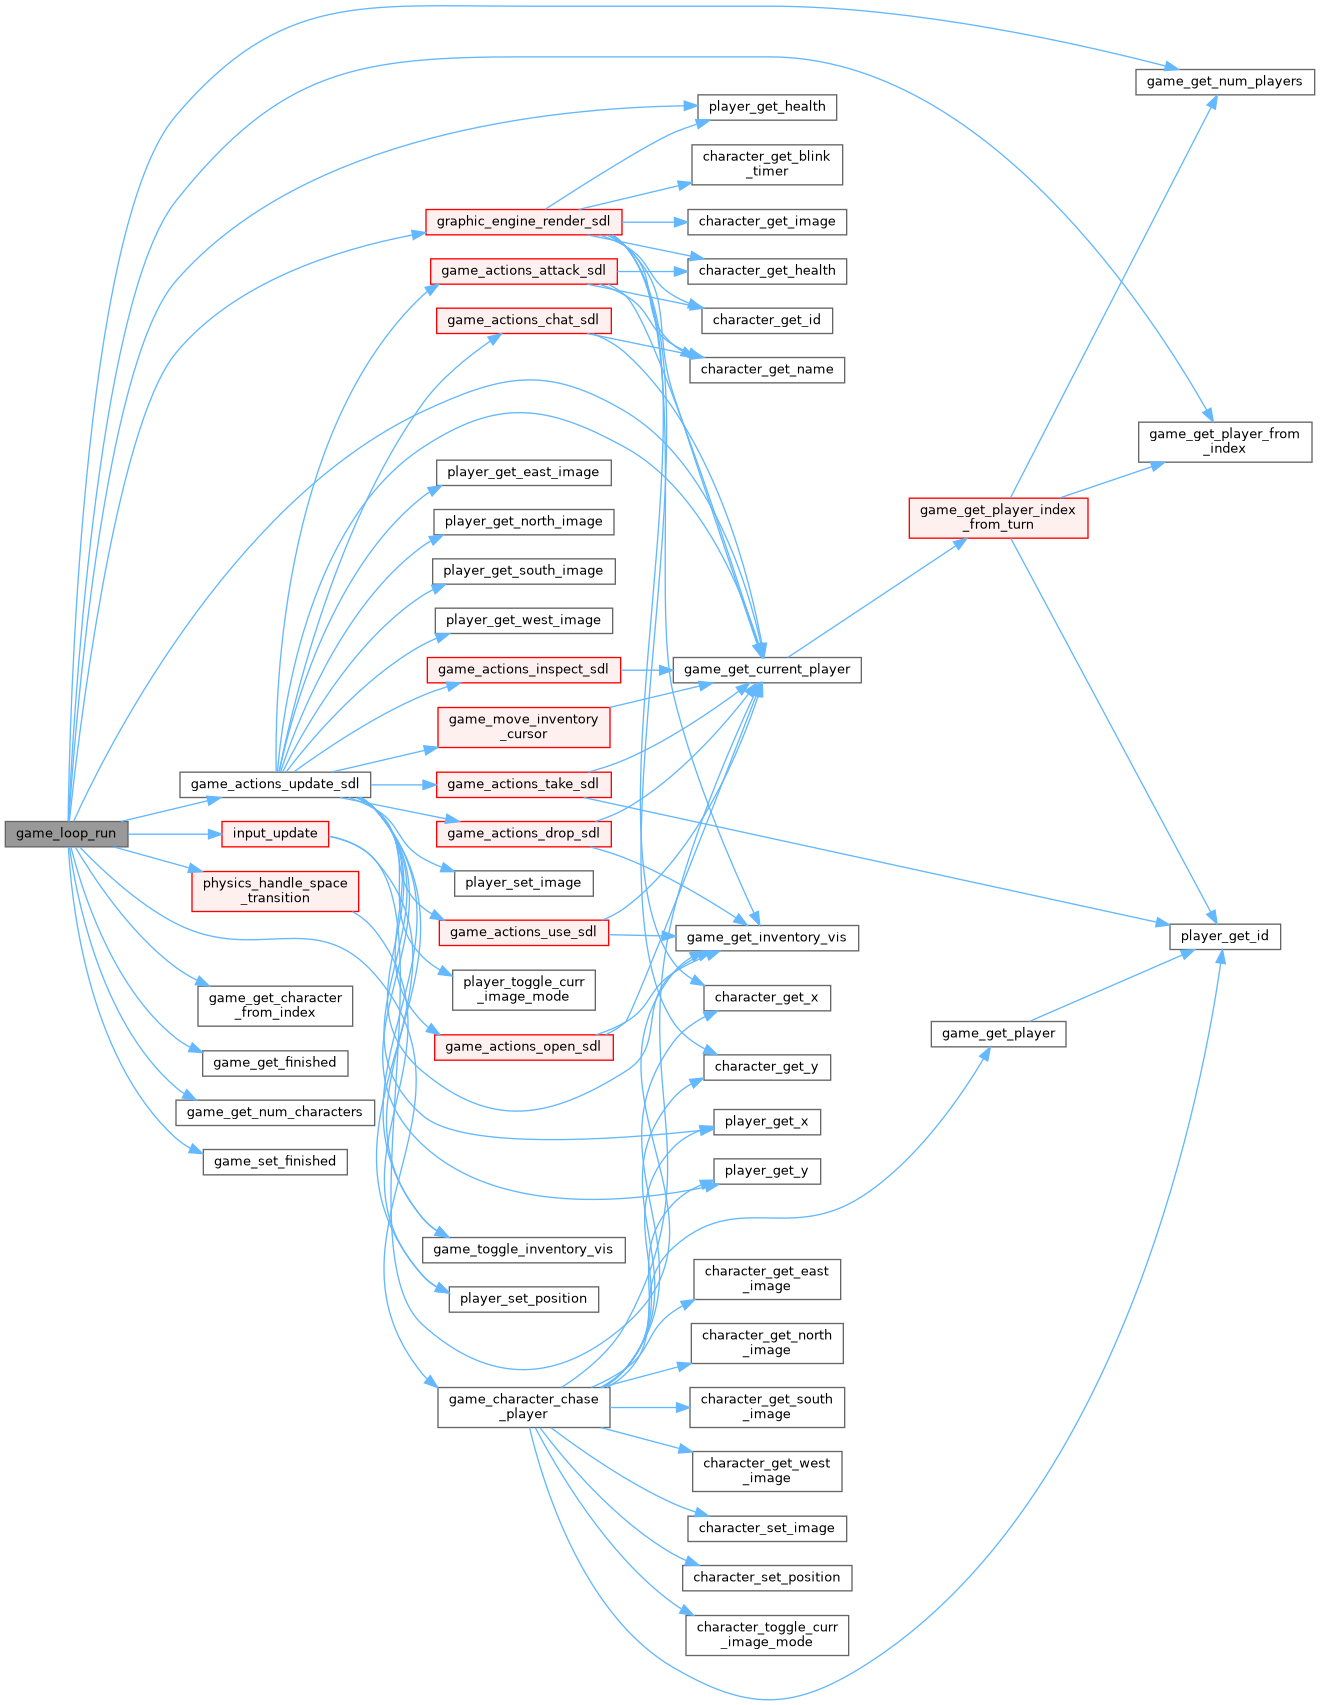 game_loop_run
game_actions_update_sdl
input_update
physics_handle_space
_transition
game_get_character
_from_index
game_get_finished
game_get_num_characters
game_set_finished
graphic_engine_render_sdl
game_actions_attack_sdl
game_actions_chat_sdl
player_get_east_image
player_get_north_image
player_get_south_image
player_get_west_image
game_actions_inspect_sdl
game_move_inventory
_cursor
game_actions_take_sdl
game_actions_drop_sdl
player_set_image
game_actions_use_sdl
player_toggle_curr
_image_mode
game_actions_open_sdl
game_toggle_inventory_vis
player_set_position
game_character_chase
_player
player_get_health
character_get_blink
_timer
character_get_image
character_get_health
character_get_id
character_get_name
game_get_current_player
game_get_inventory_vis
character_get_x
character_get_y
player_get_x
player_get_y
character_get_east
_image
character_get_north
_image
character_get_south
_image
character_get_west
_image
character_set_image
character_set_position
character_toggle_curr
_image_mode
game_get_player_index
_from_turn
game_get_player
game_get_num_players
game_get_player_from
_index
player_get_id